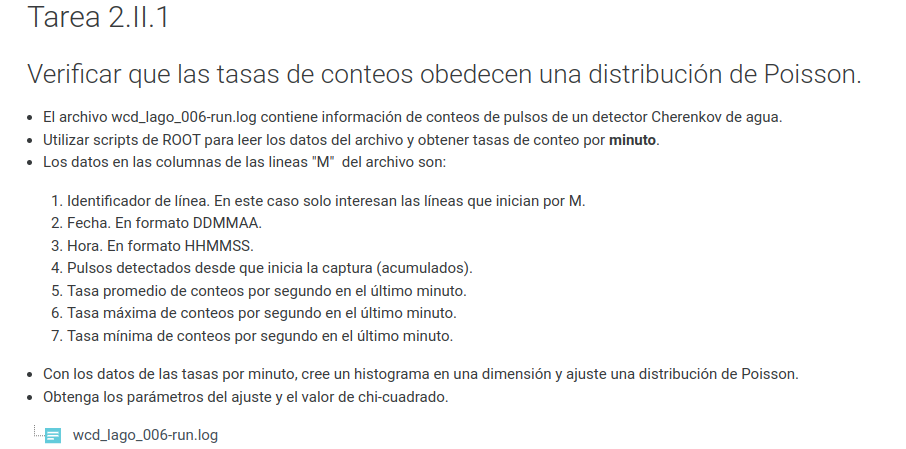 Tarea 2.II.1
Verificar que las tasas de conteos obedecen una distribución de Poisson.
• El archivo wcd_lago_006-run.log contiene información de conteos de pulsos de un detector Cherenkov de agua.
• Utilizar scripts de ROOT para leer los datos del archivo y obtener tasas de conteo por minuto.
• Los datos en las columnas de las lineas "M"  del archivo son:
1. Identificador de línea. En este caso solo interesan las líneas que inician por M.
2. Fecha. En formato DDMMAA.
3. Hora. En formato HHMMSS.
4. Pulsos detectados desde que inicia la captura (acumulados).
5. Tasa promedio de conteos por segundo en el último minuto.
6. Tasa máxima de conteos por segundo en el último minuto.
7. Tasa mínima de conteos por segundo en el último minuto.
• Con los datos de las tasas por minuto, cree un histograma en una dimensión y ajuste una distribución de Poisson.
• Obtenga los parámetros del ajuste y el valor de chi-cuadrado.
wcd_lago_006-run.log